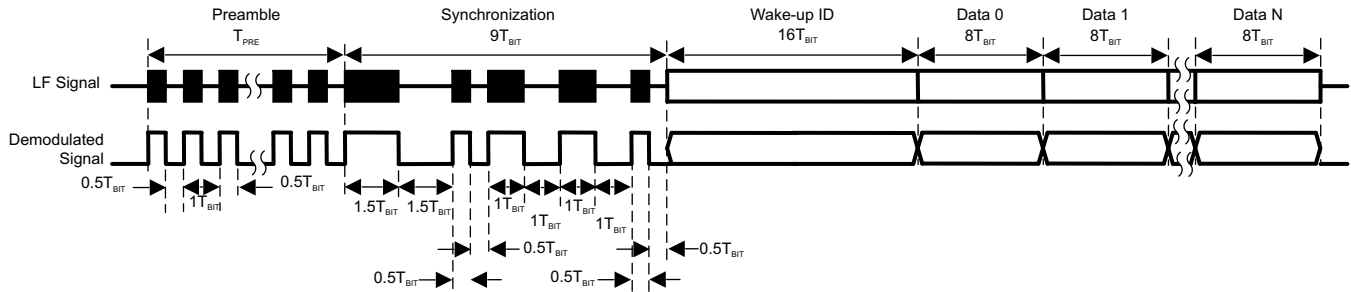 Preamble
T_PRE
Synchronization
9T_BIT
Wake-up ID
16T_BIT
Data 0
8T_BIT
Data 1
8T_BIT
Data N
8T_BIT
LF Signal
Demodulated
Signal
0.5T_BIT
1T_BIT
0.5T_BIT
1.5T_BIT
1.5T_BIT
1T_BIT
1T_BIT
1T_BIT
1T_BIT
0.5T_BIT
0.5T_BIT
0.5T_BIT
0.5T_BIT